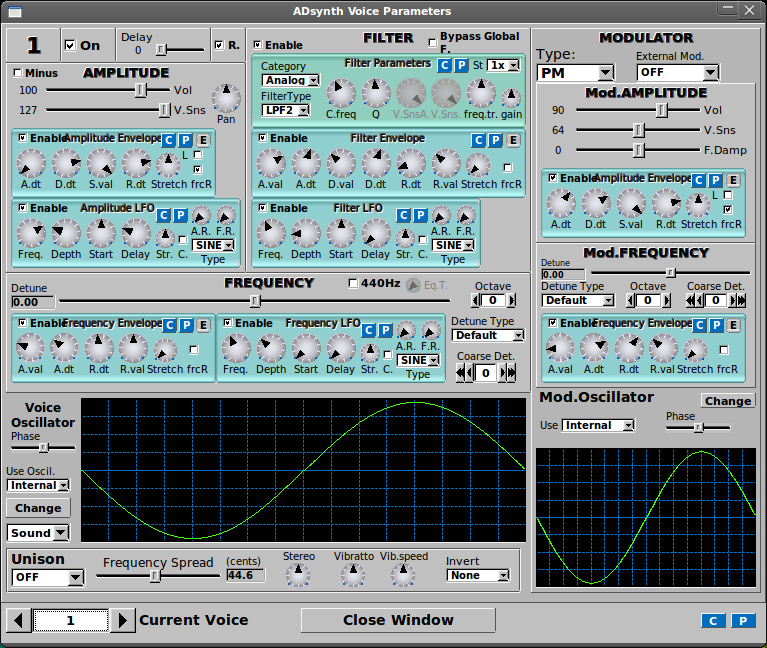 ADsynth Voice Parameters
1
On
Delay
0
R.
Minus
AMPLITUDE
100
Vol
127
V.Sns
Pan
Enable
Amplitude Envelope
C
P
E
A.dt
D.dt
S.val
R.dt
Stretch
L
frcR
Enable
Amplitude LFO
C
P
Freq.
Depth
Start
Delay
Str.
C.
A.R.
F.R.
SINE
Type
Enable
FILTER
Bypass Global
F.
Category
Analog
FilterType
LPF2
Filter Parameters
C
P
St
1x
C.freq
Q
V.SnsA.
V.Sns.
freq.tr.
gain
Enable
Filter Envelope
C
P
E
A.val
A.dt
D.val
D.dt
R.dt
R.val
Stretch
frcR
Enable
Filter LFO
C
P
Freq.
Depth
Start
Delay
Str.
C.
A.R.
F.R.
SINE
Type
Detune
0.00
FREQUENCY
440Hz
Eq.T.
Octave
0
Enable
Frequency Envelope
C
P
E
A.val
A.dt
R.dt
R.val
Stretch
frcR
Enable
Frequency LFO
C
P
Freq.
Depth
Start
Delay
Str.
C.
A.R.
F.R.
SINE
Type
Detune Type
Default
Coarse Det.
0
Voice
Oscillator
Phase
Use Oscil.
Internal
Change
Sound
Unison
OFF
Frequency Spread
(cents)
44.6
Stereo
Vibratto
Vib.speed
Invert
None
MODULATOR
Type:
PM
External Mod.
OFF
Mod.AMPLITUDE
90
Vol
64
V.Sns
0
F.Damp
Enable
Amplitude Envelope
C
P
E
A.dt
D.dt
S.val
R.dt
Stretch
L
frcR
Mod.FREQUENCY
Detune
0.00
Detune Type
Default
Octave
0
Coarse Det.
0
Enable
Frequency Envelope
C
P
E
A.val
A.dt
R.dt
R.val
Stretch
frcR
Mod.Oscillator
Change
Use
Internal
Phase
1
Current Voice
Close Window
C
P